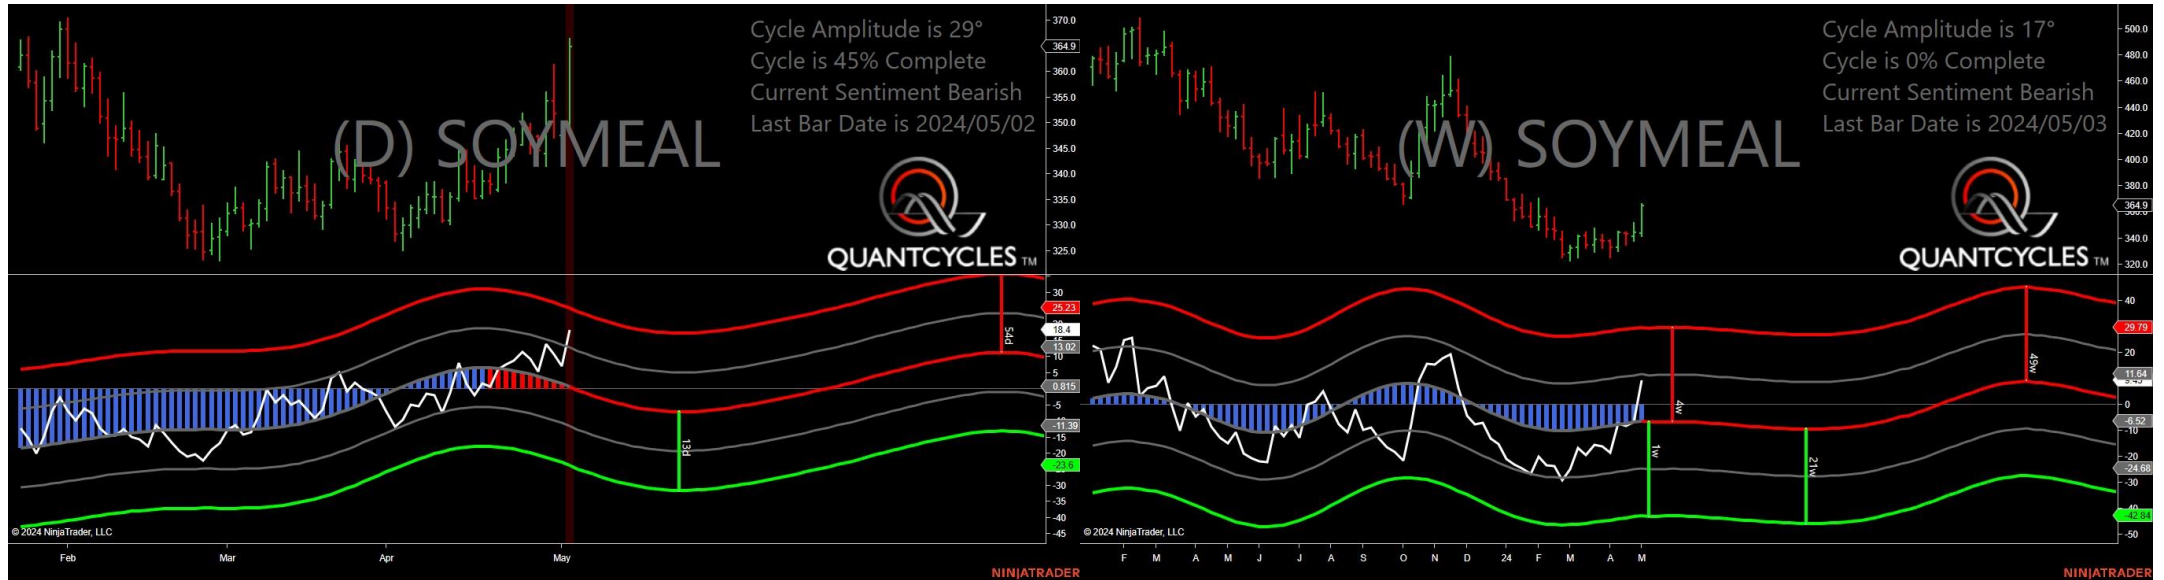 Cycle Amplitude is 29°
Cycle is 45% Complete
Current Sentiment Bearish
Last Bar Date is 2024/05/02
(D) SOYMEAL
QUANTCYCLES TM
370.0
364.9
360.0
355.0
350.0
345.0
340.0
335.0
330.0
325.0
30
25.23
18.4
13.02
10
5
0.815
-5
-11.39
-15
-23.6
-30
-35
-40
-45
54d
13d
© 2024 NinjaTrader, LLC
Feb Mar Apr May
NINJATRADER
Cycle Amplitude is 17°
Cycle is 0% Complete
Current Sentiment Bearish
Last Bar Date is 2024/05/03
(W) SOYMEAL
QUANTCYCLES TM
500.0
480.0
460.0
440.0
420.0
400.0
380.0
364.9
340.0
320.0
40
29.79
20
11.64
0
-6.52
-10
-20
-24.68
-30
-42.84
-50
4w
1w
21w
49w
© 2024 NinjaTrader, LLC
F M A M J J A S O N D 24 F M A M
NINJATRADER